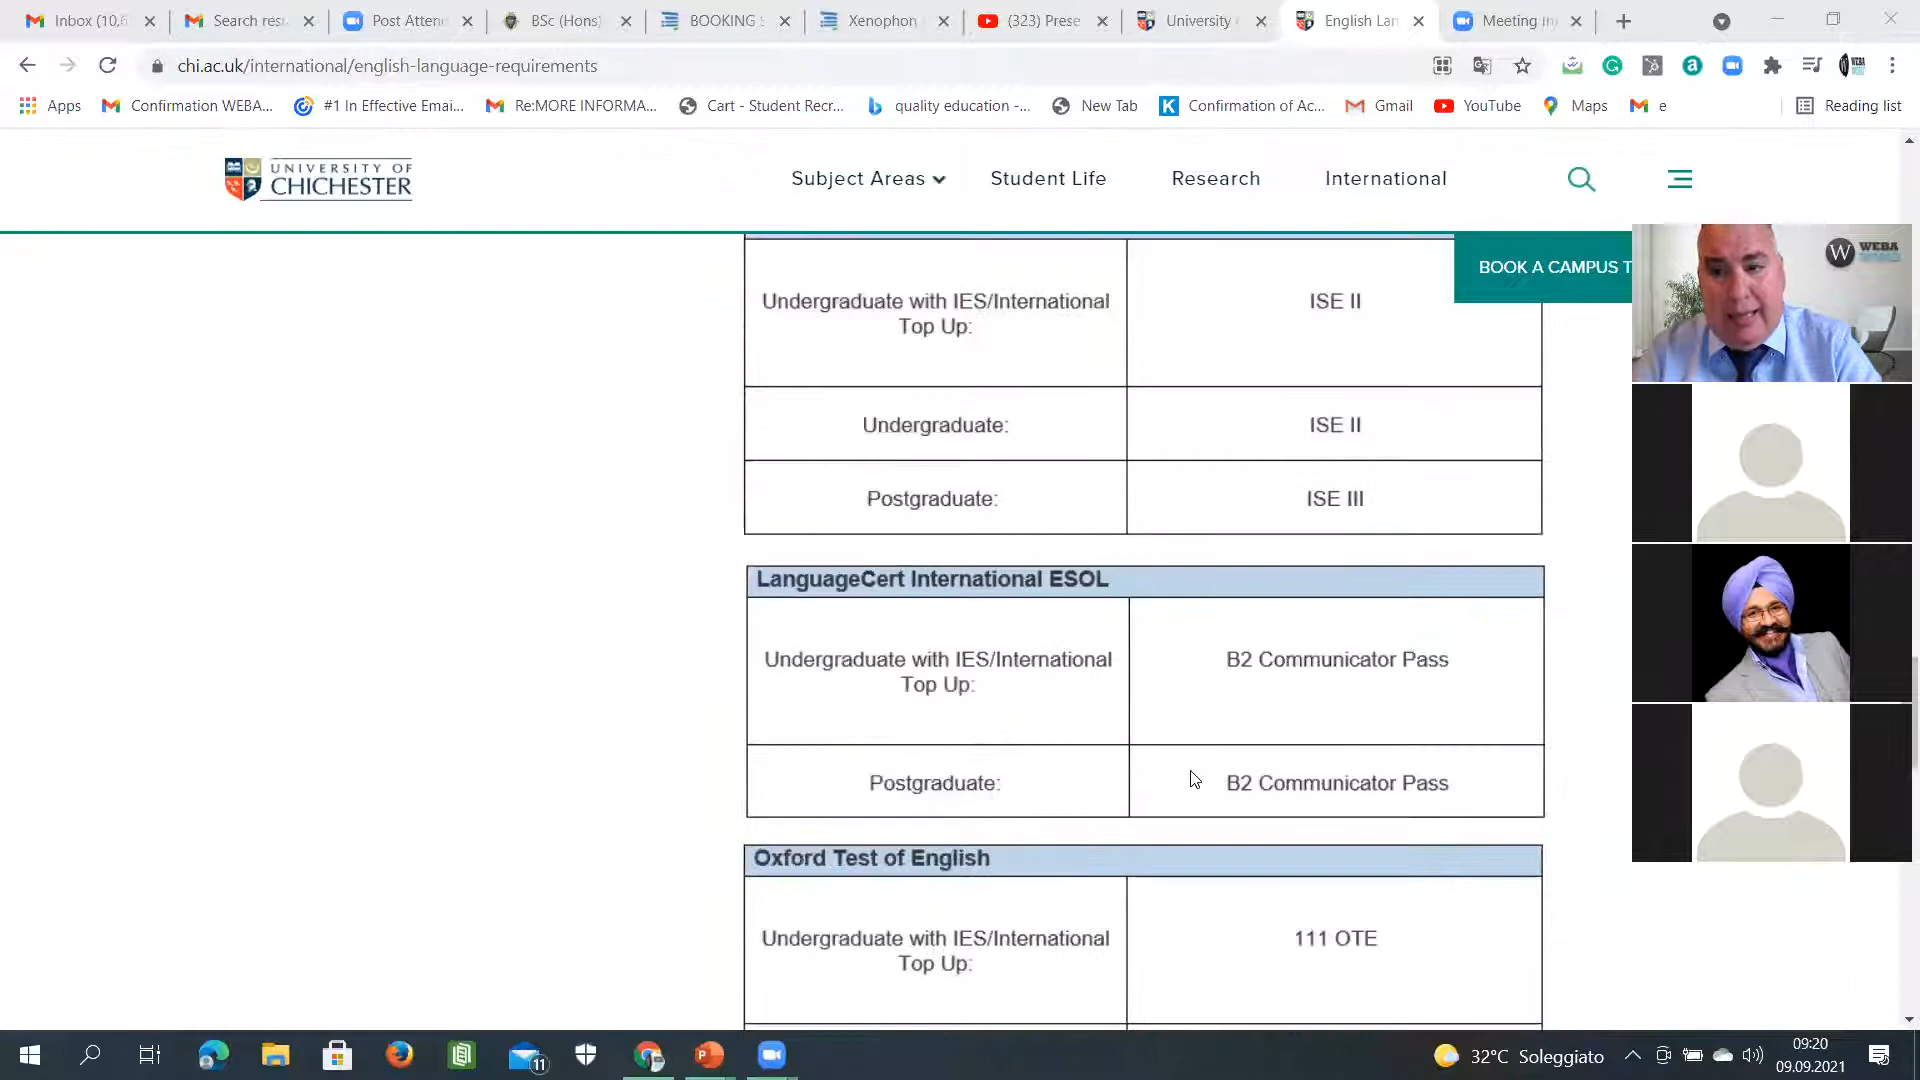 Inbox (10,6
Search resu
Post Attend
BSc (Hons)
BOOKING S
Xenophon
(323) Prese
University
English Lan
Meeting in
chi.ac.uk/international/english-language-requirements
Apps
Confirmation WEBA...
#1 In Effective Emai...
Re:MORE INFORMA...
Cart - Student Recr...
quality education -...
New Tab
Confirmation of Ac...
Gmail
YouTube
Maps
e
Reading list
UNIVERSITY OF
CHICHESTER
Subject Areas
Student Life
Research
International
BOOK A CAMPUS T
W WEBA
Undergraduate with IES/International
Top Up:
ISE II
Undergraduate:
ISE II
Postgraduate:
ISE III
LanguageCert International ESOL
Undergraduate with IES/International
Top Up:
B2 Communicator Pass
Postgraduate:
B2 Communicator Pass
Oxford Test of English
Undergraduate with IES/International
Top Up:
111 OTE
11
32°C Soleggiato
09:20
09.09.2021